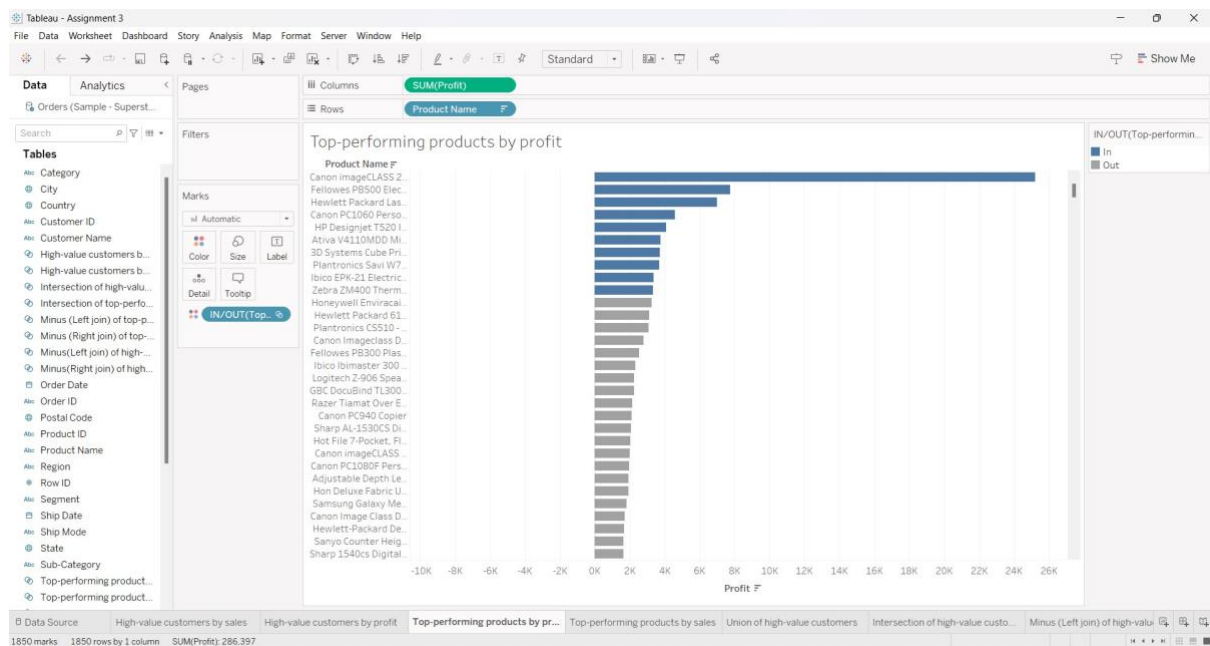 Tableau - Assignment 3
File Data Worksheet Dashboard Story Analysis Map Format Server Window Help
Standard
Show Me
Data Analytics
Orders (Sample - Superst...
Search
Tables
Abc Category
City
Country
Abc Customer ID
Abc Customer Name
High-value customers b...
High-value customers b...
Intersection of high-valu...
Intersection of top-perfo...
Minus (Left join) of top-p...
Minus (Right join) of top-...
Minus(Left join) of high-...
Minus(Right join) of high...
Order Date
Abc Order ID
Postal Code
Abc Product ID
Abc Product Name
Abc Region
# Row ID
Abc Segment
Ship Date
Abc Ship Mode
State
Abc Sub-Category
Top-performing product...
Top-performing product...
Pages
Filters
Marks
Automatic
Color Size Label
Detail Tooltip
IN/OUT(Top..
Columns SUM(Profit)
Rows Product Name
Top-performing products by profit
Product Name
Canon imageCLASS 2..
Fellowes PB500 Elec..
Hewlett Packard Las..
Canon PC1060 Perso..
HP Designjet T520 I..
Ativa V4110MDD Mi..
3D Systems Cube Pri..
Plantronics Savi W7..
Ibico EPK-21 Electric..
Zebra ZM400 Therm..
Honeywell Enviracai..
Hewlett Packard 61..
Plantronics CS510 -..
Canon Imageclass D..
Fellowes PB300 Plas..
Ibico Ibimaster 300 ..
Logitech Z-906 Spea..
GBC DocuBind TL300..
Razer Tiamat Over E..
Canon PC940 Copier
Sharp AL-1530CS Di..
Hot File 7-Pocket, Fl..
Canon imageCLASS ..
Canon PC1080F Pers..
Adjustable Depth Le..
Hon Deluxe Fabric U..
Samsung Galaxy Me..
Canon Image Class D..
Hewlett-Packard De..
Sanyo Counter Heig..
Sharp 1540cs Digital..
-10K -8K -6K -4K -2K 0K 2K 4K 6K 8K 10K 12K 14K 16K 18K 20K 22K 24K 26K
Profit
IN/OUT(Top-performin...
In
Out
Data Source High-value customers by sales High-value customers by profit Top-performing products by pr... Top-performing products by sales Union of high-value customers Intersection of high-value custo... Minus (Left join) of high-valu
1850 marks 1850 rows by 1 column SUM(Profit): 286,397